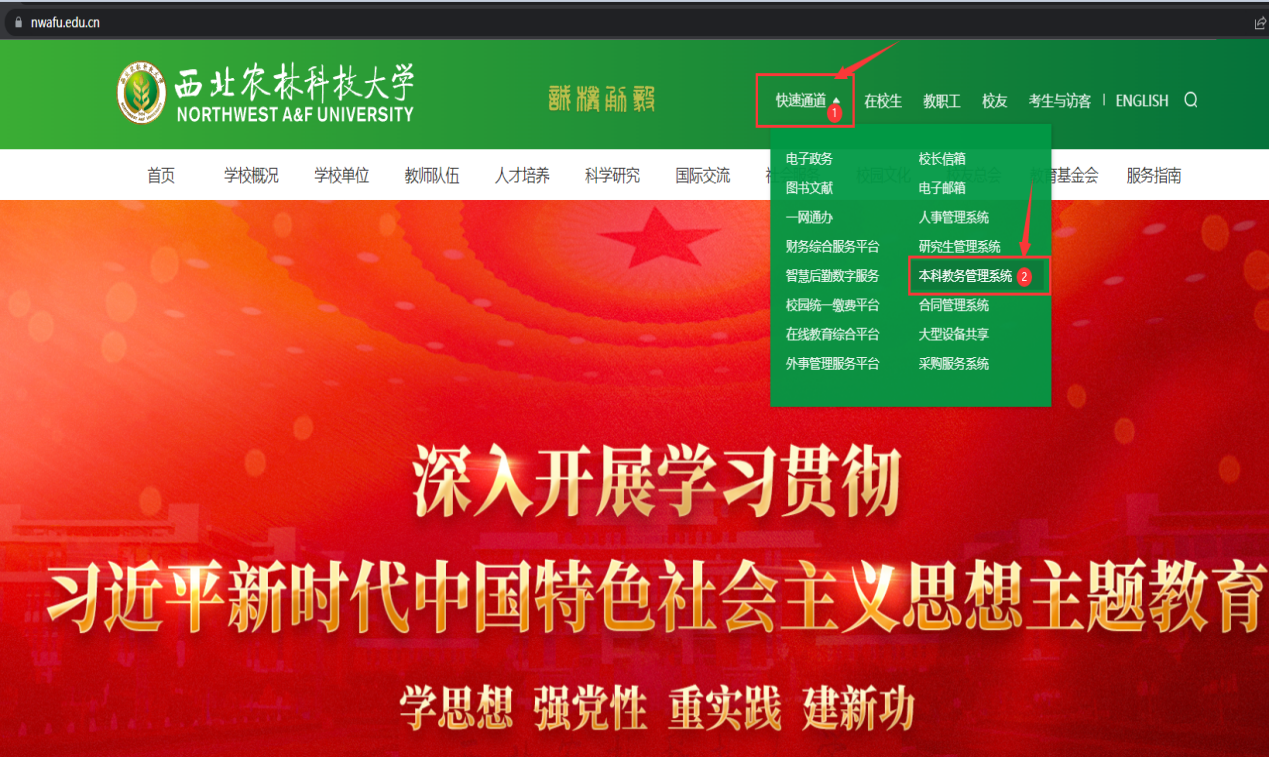 nwafu.edu.cn
西北农林科技大学
NORTHWEST A&F UNIVERSITY
誠樸勇毅
快速通道 1 在校生 教职工 校友 考生与访客 | ENGLISH
首页 学校概况 学校单位 教师队伍 人才培养 科学研究 国际交流 教育基金会 服务指南
电子政务 校长信箱
图书文献 电子邮箱
一网通办 人事管理系统
财务综合服务平台 研究生管理系统
智慧后勤数字服务 本科教务管理系统 2
校园统一缴费平台 合同管理系统
在线教育综合平台 大型设备共享
外事管理服务平台 采购服务系统
深入开展学习贯彻
习近平新时代中国特色社会主义思想主题教育
学思想 强党性 重实践 建新功